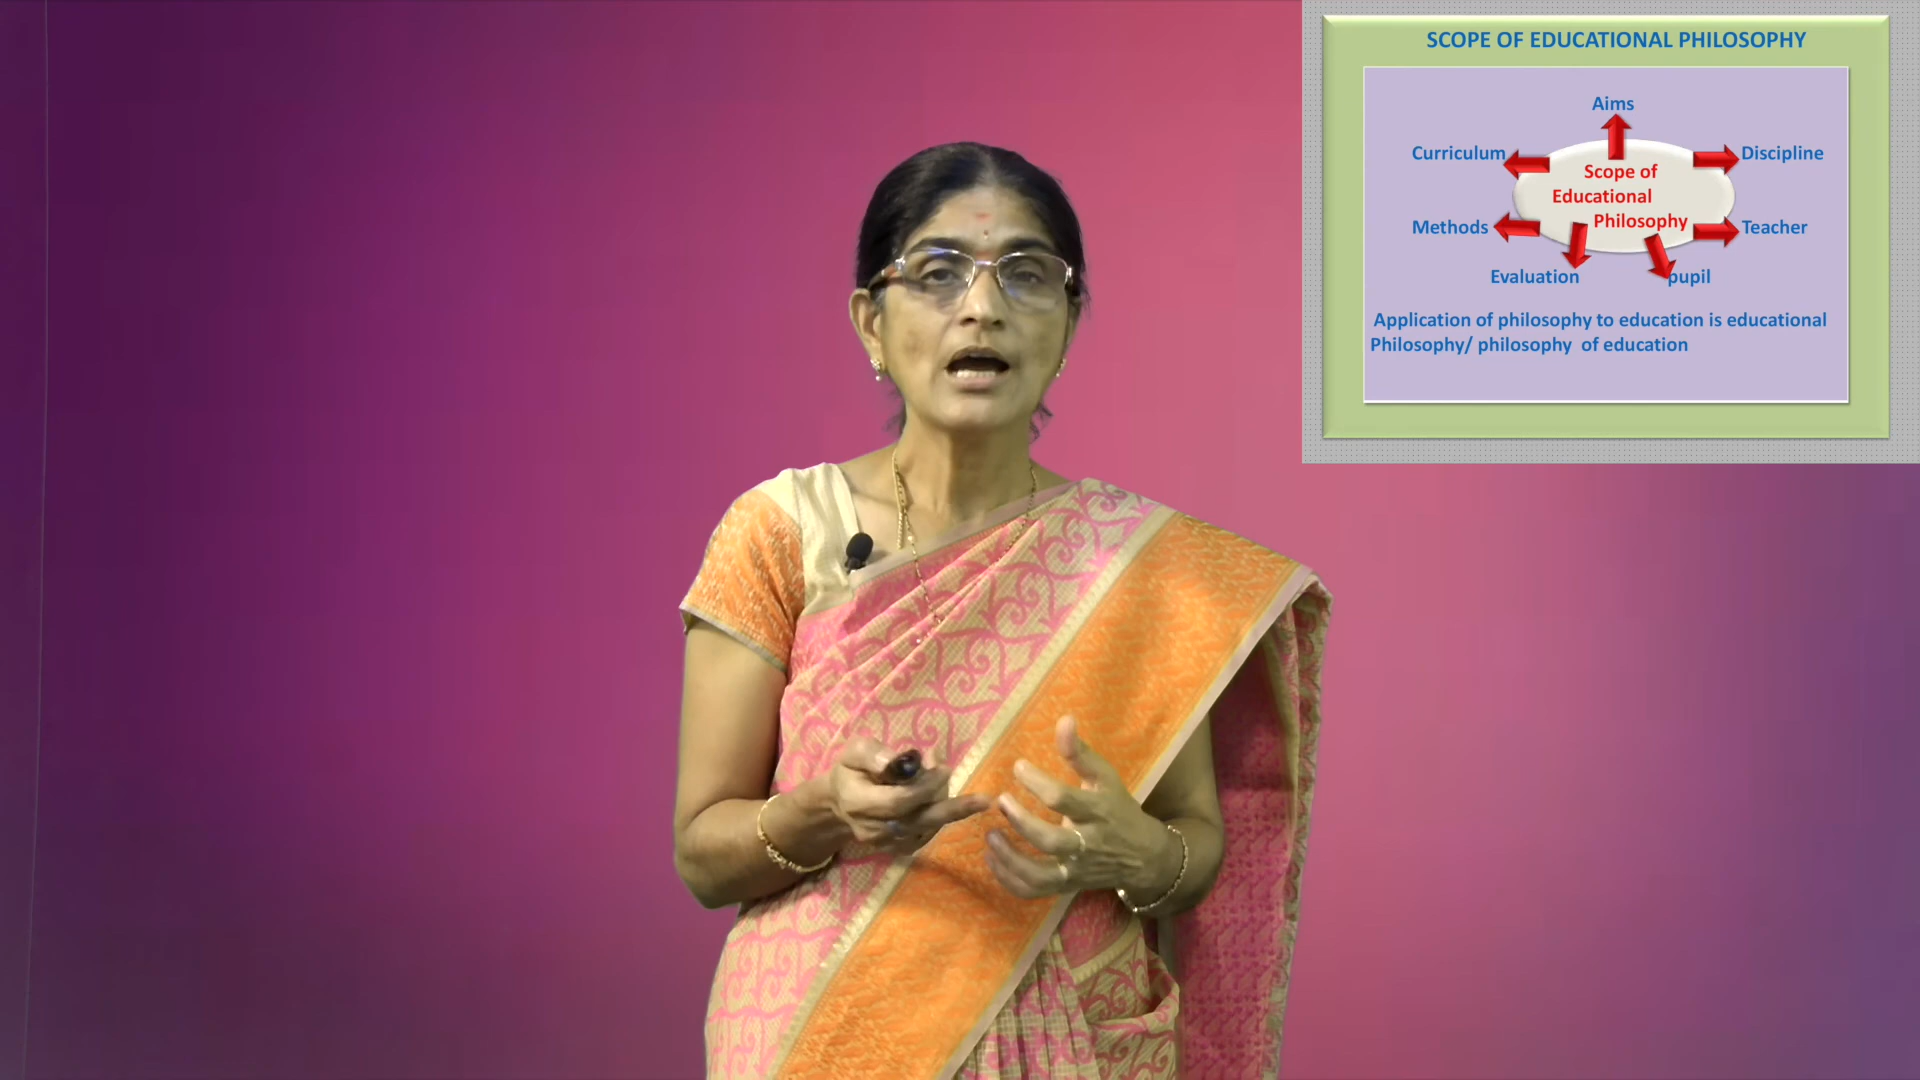 SCOPE OF EDUCATIONAL PHILOSOPHY
Aims
Curriculum
Discipline
Scope of
Educational
Philosophy
Methods
Teacher
Evaluation
pupil
Application of philosophy to education is educational
Philosophy/ philosophy of education